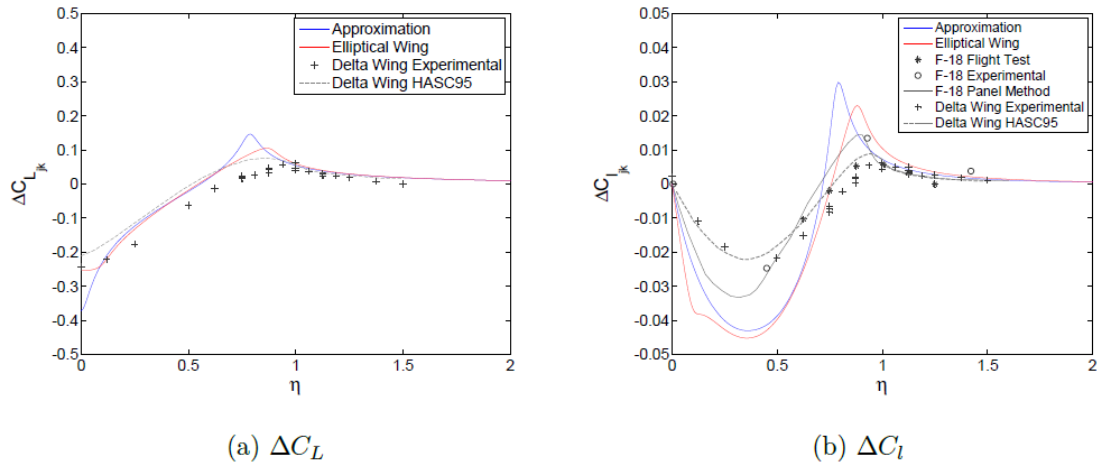 0.5
0.4
0.3
0.2
0.1
0
-0.1
-0.2
-0.3
-0.4
-0.5
ΔC_L_jk
0
0.5
1
1.5
2
η
Approximation
Elliptical Wing
Delta Wing Experimental
Delta Wing HASC95
(a) ΔC_L
0.05
0.04
0.03
0.02
0.01
0
-0.01
-0.02
-0.03
-0.04
-0.05
ΔC_l_jk
0
0.5
1
1.5
2
η
Approximation
Elliptical Wing
F-18 Flight Test
F-18 Experimental
F-18 Panel Method
Delta Wing Experimental
Delta Wing HASC95
(b) ΔC_l